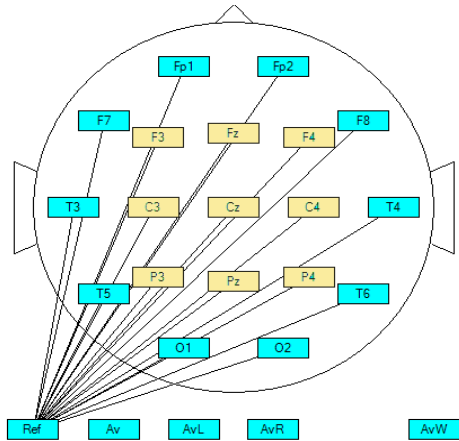 Fp1 Fp2
F7 F3 Fz F4 F8
T3 C3 Cz C4 T4
T5 P3 Pz P4 T6
O1 O2
Ref Av AvL AvR AvW